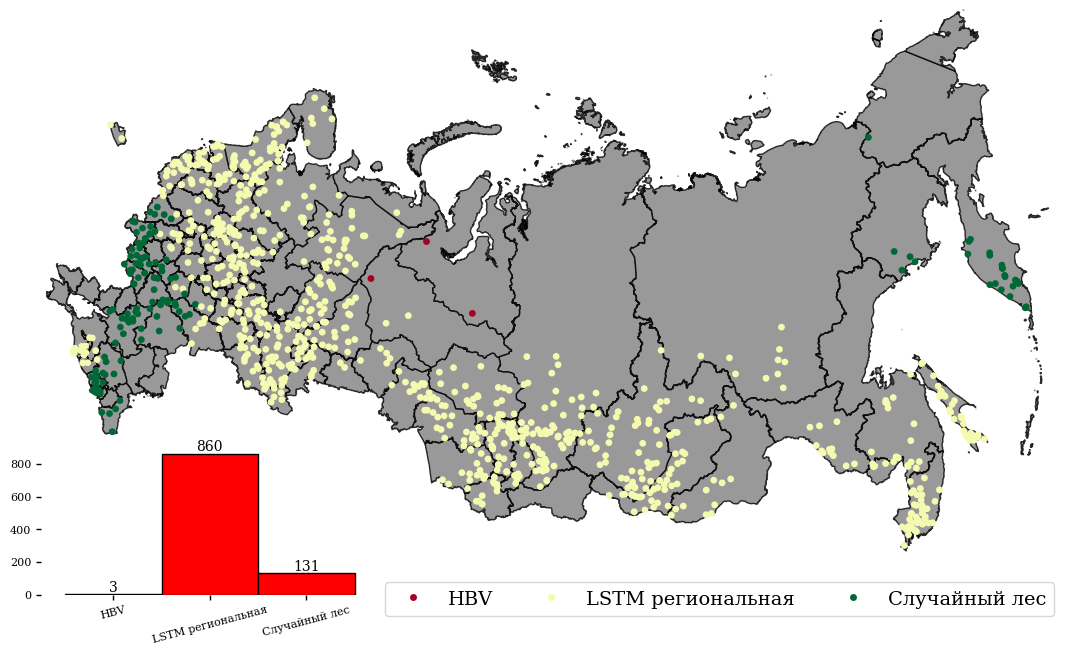 860
800
600
400
200
131
3
0
HBV
LSTM региональная
Случайный лес
HBV
LSTM региональная
Случайный лес